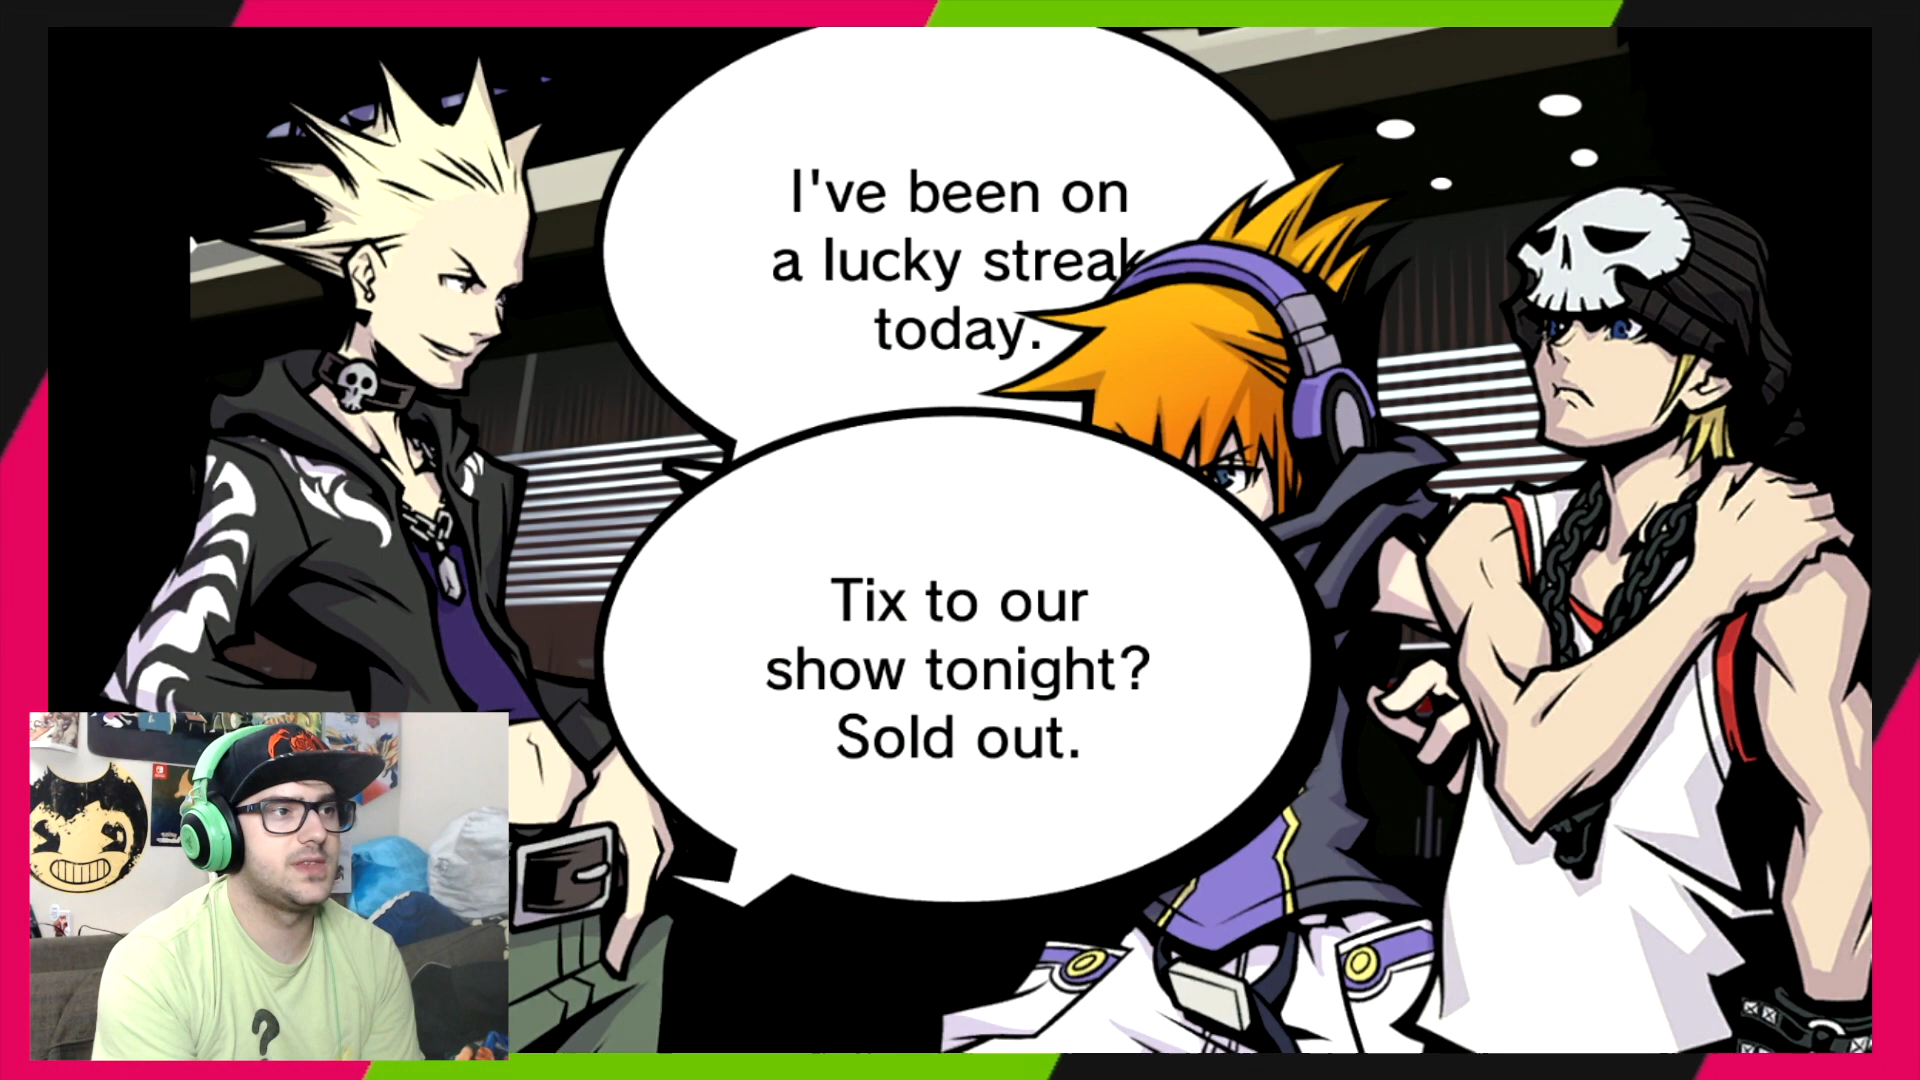 I've been on
a lucky streak
today.
Tix to our
show tonight?
Sold out.
?